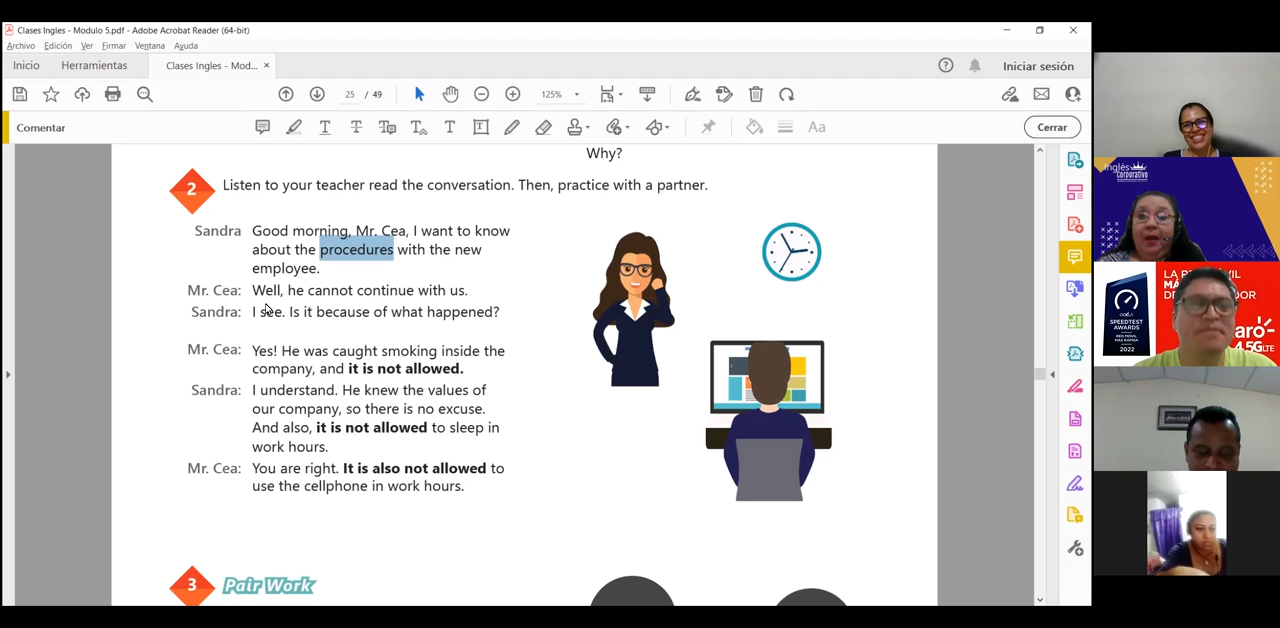 Clases Ingles - Modulo 5.pdf - Adobe Acrobat Reader (64-bit)
Archivo Edición Ver Firmar Ventana Ayuda
Inicio Herramientas Clases Ingles - Mod... × Iniciar sesión
25 / 49 125%
Comentar Aa Cerrar
Why?
2 Listen to your teacher read the conversation. Then, practice with a partner.
Sandra Good morning, Mr. Cea, I want to know
about the procedures with the new
employee.
Mr. Cea: Well, he cannot continue with us.
Sandra: I see. Is it because of what happened?
Mr. Cea: Yes! He was caught smoking inside the
company, and it is not allowed.
Sandra: I understand. He knew the values of
our company, so there is no excuse.
And also, it is not allowed to sleep in
work hours.
Mr. Cea: You are right. It is also not allowed to
use the cellphone in work hours.
3 Pair Work
Inglés
Corporativo
SPEEDTEST
AWARDS
RED MÓVIL
MÁS RÁPIDA
2022
4.5G LTE